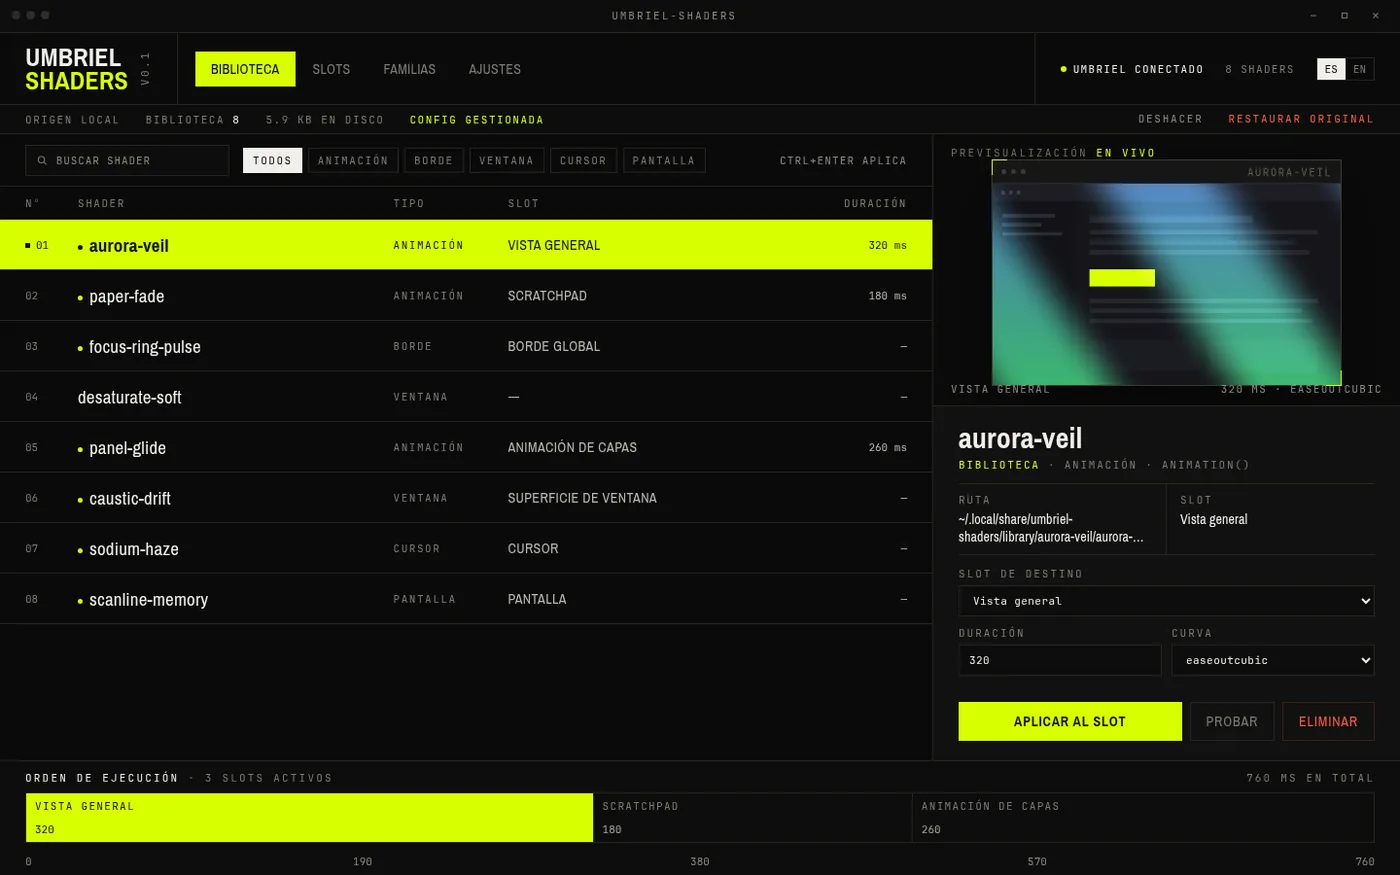 UMBRIEL-SHADERS
UMBRIEL
SHADERS
V0.1
BIBLIOTECA SLOTS FAMILIAS AJUSTES
UMBRIEL CONECTADO 8 SHADERS ES EN
ORIGEN LOCAL BIBLIOTECA 8 5.9 KB EN DISCO CONFIG GESTIONADA
DESHACER RESTAURAR ORIGINAL
BUSCAR SHADER TODOS ANIMACIÓN BORDE VENTANA CURSOR PANTALLA CTRL+ENTER APLICA
N° SHADER TIPO SLOT DURACIÓN
01 aurora-veil ANIMACIÓN VISTA GENERAL 320 ms
02 paper-fade ANIMACIÓN SCRATCHPAD 180 ms
03 focus-ring-pulse BORDE BORDE GLOBAL —
04 desaturate-soft VENTANA — —
05 panel-glide ANIMACIÓN ANIMACIÓN DE CAPAS 260 ms
06 caustic-drift VENTANA SUPERFICIE DE VENTANA —
07 sodium-haze CURSOR CURSOR —
08 scanline-memory PANTALLA PANTALLA —
PREVISUALIZACIÓN EN VIVO
AURORA-VEIL
VISTA GENERAL 320 MS · EASEOUTCUBIC
aurora-veil
BIBLIOTECA · ANIMACIÓN · ANIMATION()
RUTA SLOT
~/.local/share/umbriel- Vista general
shaders/library/aurora-veil/aurora-...
SLOT DE DESTINO
Vista general
DURACIÓN CURVA
320 easeoutcubic
APLICAR AL SLOT PROBAR ELIMINAR
ORDEN DE EJECUCIÓN · 3 SLOTS ACTIVOS 760 MS EN TOTAL
VISTA GENERAL SCRATCHPAD ANIMACIÓN DE CAPAS
320 180 260
0 190 380 570 760